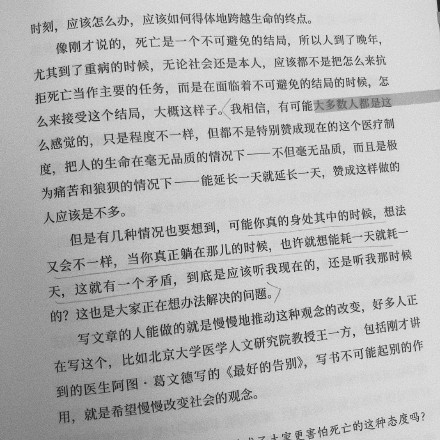 时刻，应该怎么办，应该如何得体地跨越生命的终点。
像刚才说的，死亡是一个不可避免的结局，所以人到了晚年，
尤其到了重病的时候，无论社会还是本人，应该都不是把怎么来抗
拒死亡当作主要的任务，而是在面临着不可避免的结局的时候，怎
么来接受这个结局，大概这样子。我相信，有可能大多数人都是这
么感觉的，只是程度不一样，但都不是特别赞成现在的这个医疗制
度，把人的生命在毫无品质的情况下——不但毫无品质，而且是极
为痛苦和狼狈的情况下——能延长一天就延长一天，赞成这样做的
人应该是不多。
但是有几种情况也要想到，可能你真的身处其中的时候，想法
又会不一样，当你真正躺在那儿的时候，也许就想能耗一天就耗一
天，这就有一个矛盾，到底是应该听我现在的，还是听我那时候
的？这也是大家正在想办法解决的问题。
写文章的人能做的就是慢慢地推动这种观念的改变，好多人正
在写这个，比如北京大学医学人文研究院教授王一方，包括刚才讲
到的医生阿图·葛文德写的《最好的告别》，写书不可能起别的作
用，就是希望慢慢改变社会的观念。
了大家更害怕死亡的这种态度吗？